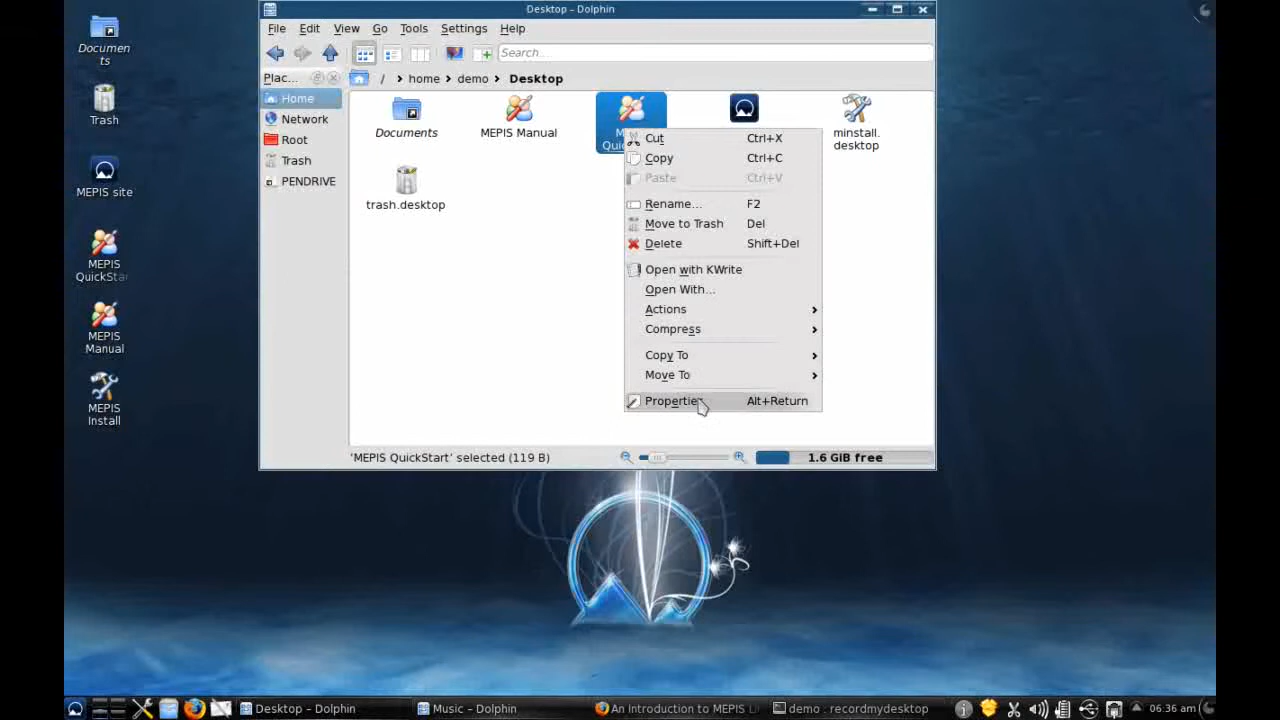 Desktop – Dolphin
File Edit View Go Tools Settings Help
Search...
Plac...
/ home demo Desktop
Home
Network
Root
Trash
PENDRIVE
Documents
MEPIS Manual
minstall.
desktop
trash.desktop
Cut Ctrl+X
Copy Ctrl+C
Paste Ctrl+V
Rename... F2
Move to Trash Del
Delete Shift+Del
Open with KWrite
Open With...
Actions
Compress
Copy To
Move To
Properties Alt+Return
'MEPIS QuickStart' selected (119 B)
1.6 GiB free
Documen
ts
Trash
MEPIS site
MEPIS
QuickStar
MEPIS
Manual
MEPIS
Install
Desktop – Dolphin
Music – Dolphin
An Introduction to MEPIS Li
demo : recordmydesktop
06:36 am